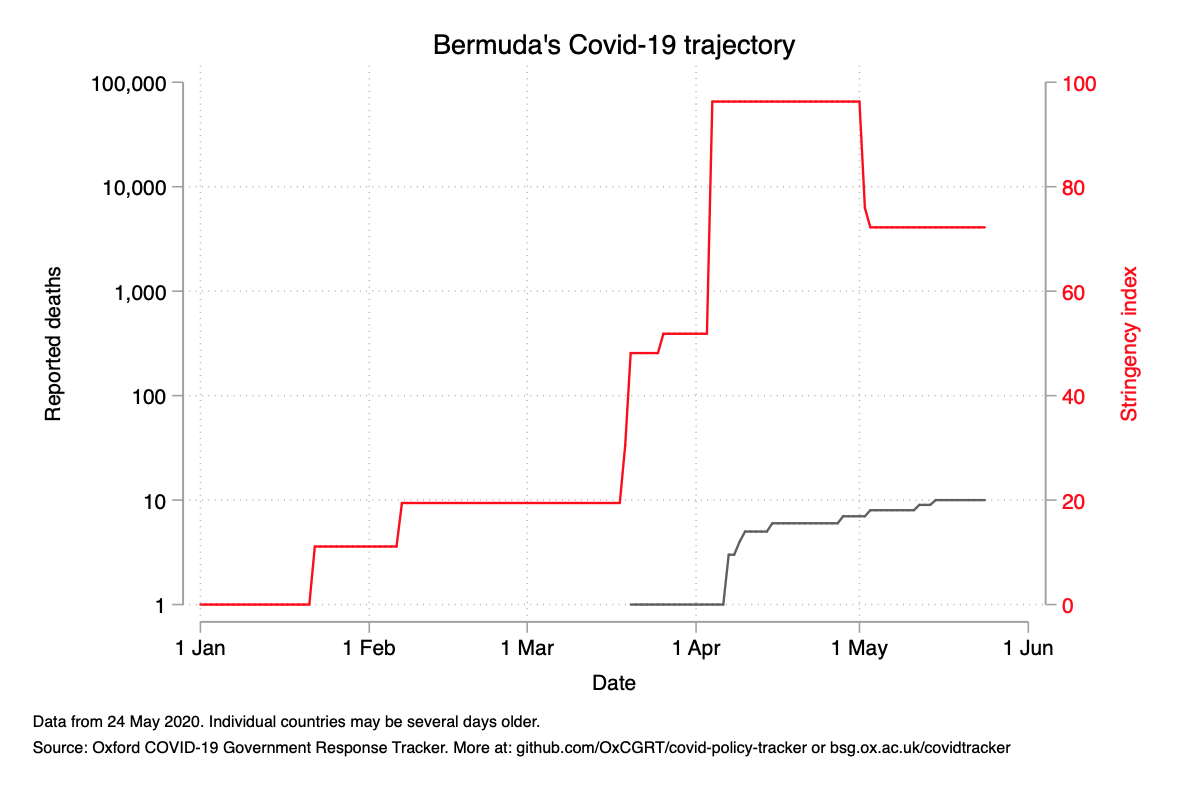 Bermuda's Covid-19 trajectory
100,000
10,000
1,000
100
10
1
Reported deaths
100
80
60
40
20
0
Stringency index
1 Jan
1 Feb
1 Mar
1 Apr
1 May
1 Jun
Date
Data from 24 May 2020. Individual countries may be several days older.
Source: Oxford COVID-19 Government Response Tracker. More at: github.com/OxCGRT/covid-policy-tracker or bsg.ox.ac.uk/covidtracker